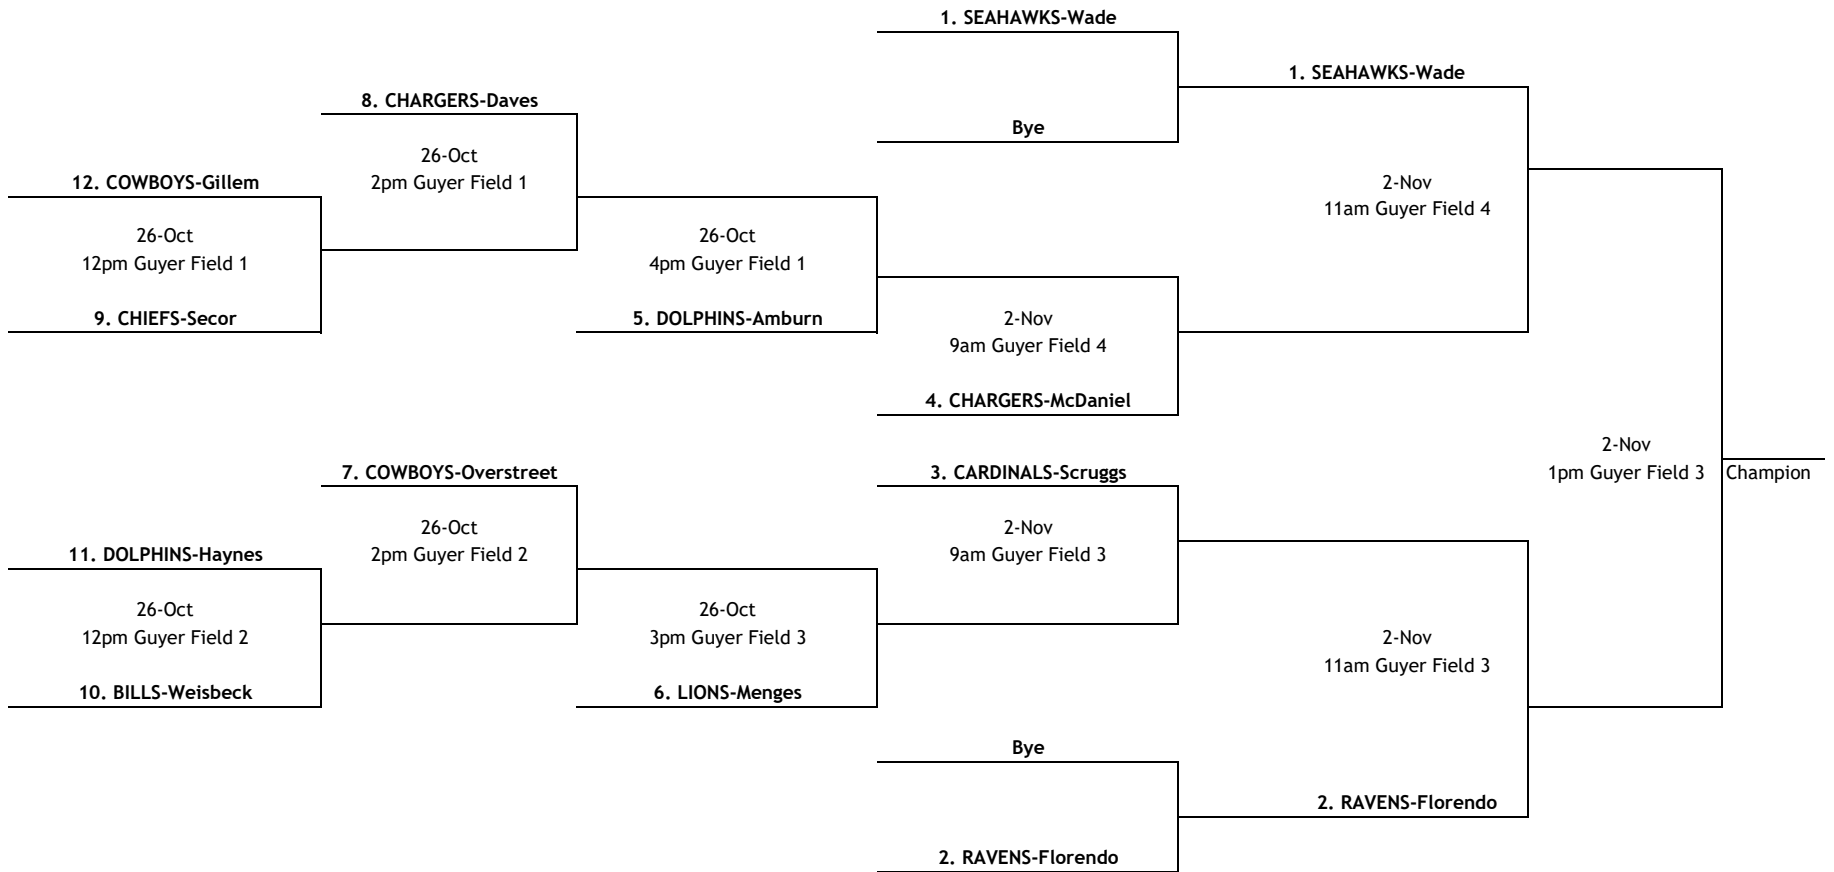 1. SEAHAWKS-Wade
1. SEAHAWKS-Wade
8. CHARGERS-Daves
Bye
26-Oct
2pm Guyer Field 1
12. COWBOYS-Gillem
2-Nov
11am Guyer Field 4
26-Oct
12pm Guyer Field 1
26-Oct
4pm Guyer Field 1
9. CHIEFS-Secor
5. DOLPHINS-Amburn
2-Nov
9am Guyer Field 4
4. CHARGERS-McDaniel
2-Nov
1pm Guyer Field 3
Champion
7. COWBOYS-Overstreet
3. CARDINALS-Scruggs
26-Oct
2pm Guyer Field 2
2-Nov
9am Guyer Field 3
11. DOLPHINS-Haynes
26-Oct
12pm Guyer Field 2
26-Oct
3pm Guyer Field 3
2-Nov
11am Guyer Field 3
10. BILLS-Weisbeck
6. LIONS-Menges
Bye
2. RAVENS-Florendo
2. RAVENS-Florendo